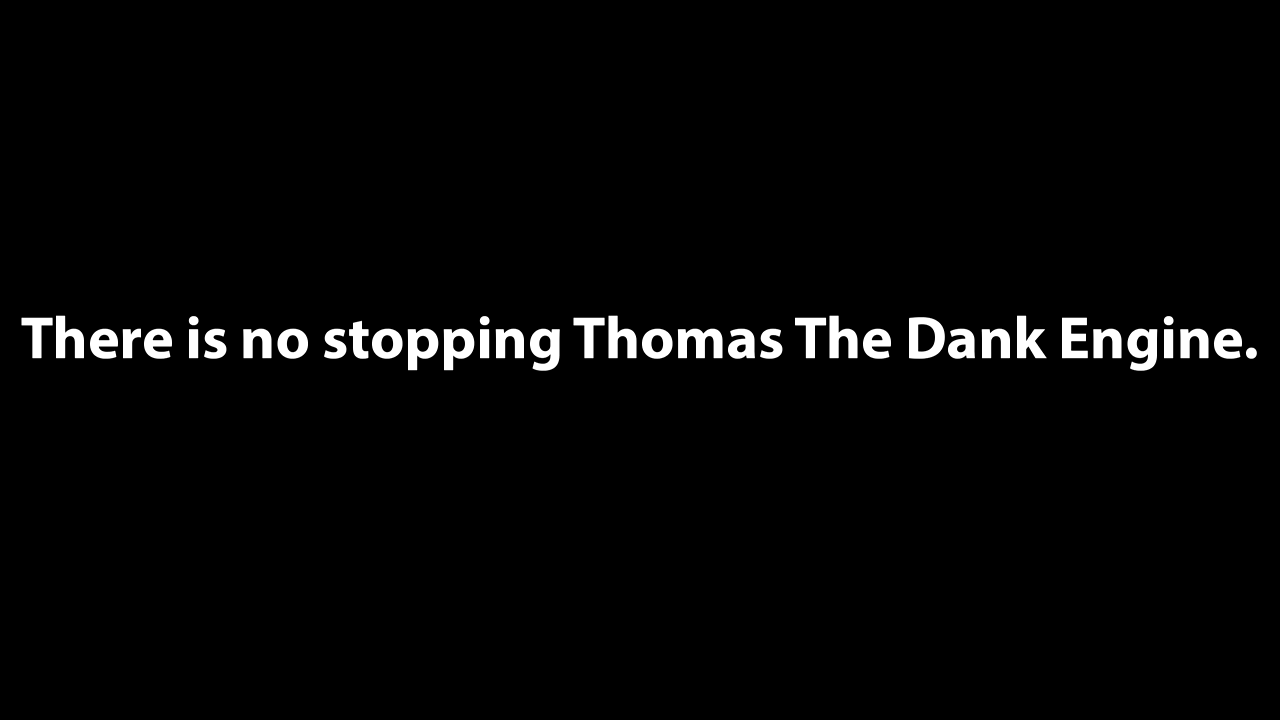 There is no stopping Thomas The Dank Engine.